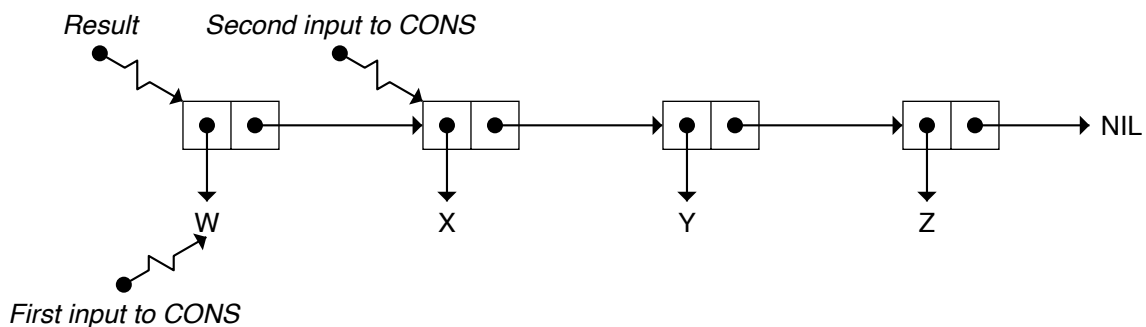 Result Second input to CONS
NIL
W X Y Z
First input to CONS